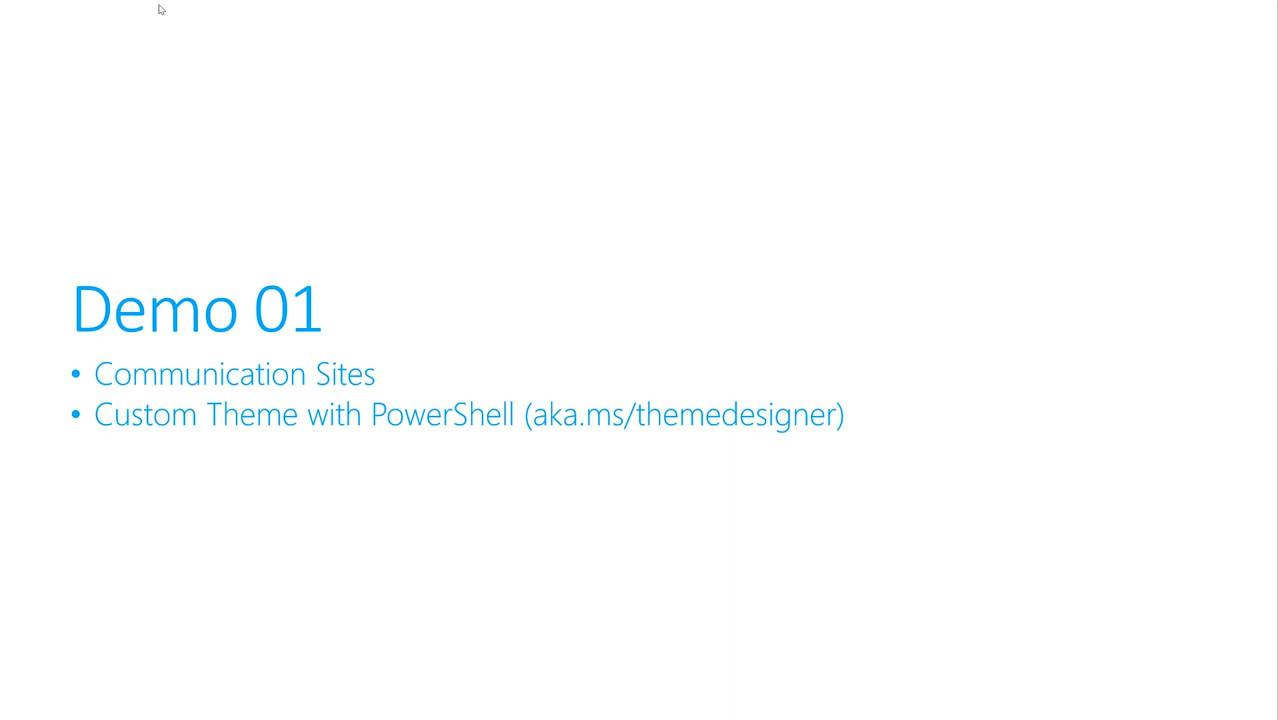 Demo 01
• Communication Sites
• Custom Theme with PowerShell (aka.ms/themedesigner)